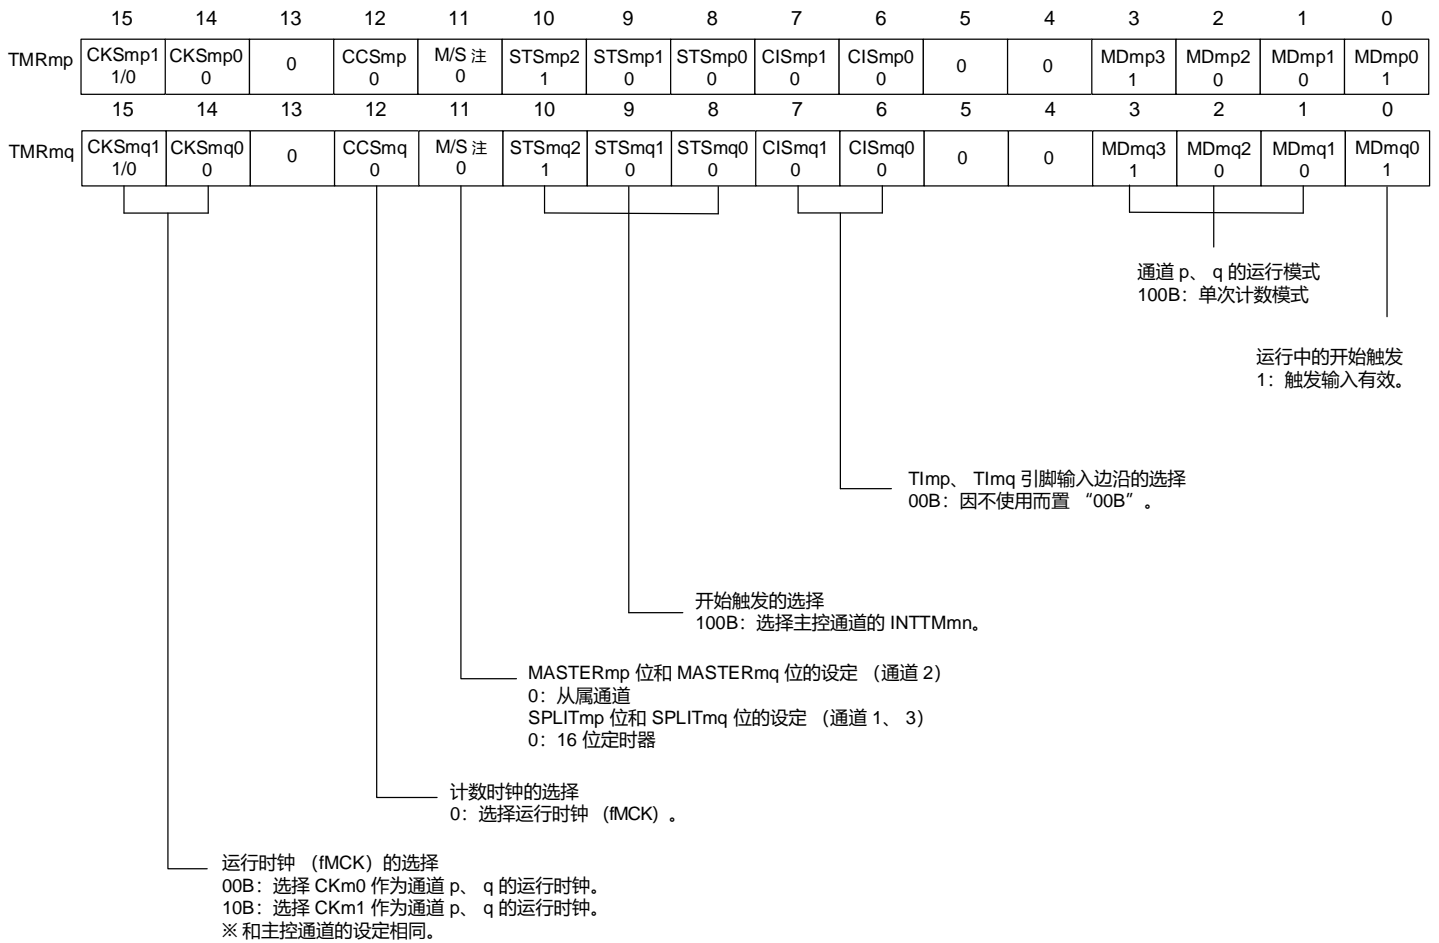 15 14 13 12 11 10 9 8 7 6 5 4 3 2 1 0
TMRmp CKSmp1 CKSmp0 0 CCSmp M/S 注 STSmp2 STSmp1 STSmp0 CISmp1 CISmp0 0 0 MDmp3 MDmp2 MDmp1 MDmp0
1/0 0 0 0 1 0 0 0 0 1 0 0 1
15 14 13 12 11 10 9 8 7 6 5 4 3 2 1 0
TMRmq CKSmq1 CKSmq0 0 CCSmq M/S 注 STSmq2 STSmq1 STSmq0 CISmq1 CISmq0 0 0 MDmq3 MDmq2 MDmq1 MDmq0
1/0 0 0 0 1 0 0 0 0 1 0 0 1
通道 p、 q 的运行模式
100B：单次计数模式
运行中的开始触发
1：触发输入有效。
TImp、 TImq 引脚输入边沿的选择
00B：因不使用而置 “00B”。
开始触发的选择
100B：选择主控通道的 INTTMmn。
MASTERmp 位和 MASTERmq 位的设定 （通道 2）
0：从属通道
SPLITmp 位和 SPLITmq 位的设定 （通道 1、 3）
0：16 位定时器
计数时钟的选择
0：选择运行时钟 （fMCK）。
运行时钟 （fMCK）的选择
00B：选择 CKm0 作为通道 p、 q 的运行时钟。
10B：选择 CKm1 作为通道 p、 q 的运行时钟。
※ 和主控通道的设定相同。